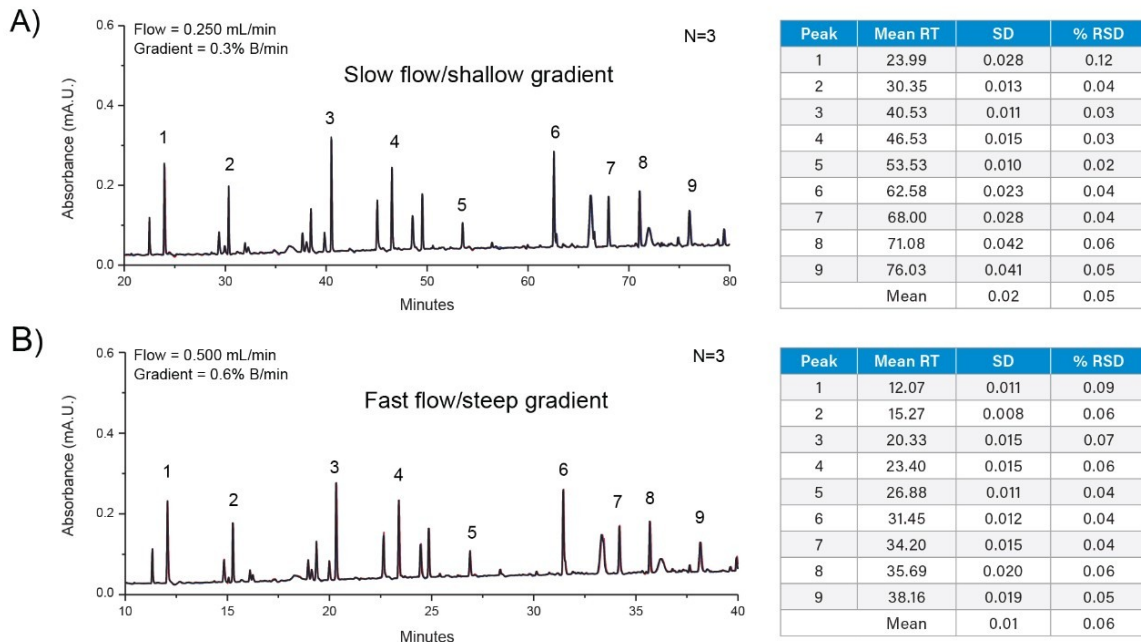 A)
Flow = 0.250 mL/min
Gradient = 0.3% B/min
N=3
Slow flow/shallow gradient
Absorbance (mA.U.)
0.6
0.4
0.2
0.0
1 2 3 4 5 6 7 8 9
20 30 40 50 60 70 80
Minutes
Peak Mean RT SD % RSD
1 23.99 0.028 0.12
2 30.35 0.013 0.04
3 40.53 0.011 0.03
4 46.53 0.015 0.03
5 53.53 0.010 0.02
6 62.58 0.023 0.04
7 68.00 0.028 0.04
8 71.08 0.042 0.06
9 76.03 0.041 0.05
Mean 0.02 0.05
B)
Flow = 0.500 mL/min
Gradient = 0.6% B/min
N=3
Fast flow/steep gradient
Absorbance (mA.U.)
0.6
0.4
0.2
0.0
1 2 3 4 5 6 7 8 9
10 15 20 25 30 35 40
Minutes
Peak Mean RT SD % RSD
1 12.07 0.011 0.09
2 15.27 0.008 0.06
3 20.33 0.015 0.07
4 23.40 0.015 0.06
5 26.88 0.011 0.04
6 31.45 0.012 0.04
7 34.20 0.015 0.04
8 35.69 0.020 0.06
9 38.16 0.019 0.05
Mean 0.01 0.06